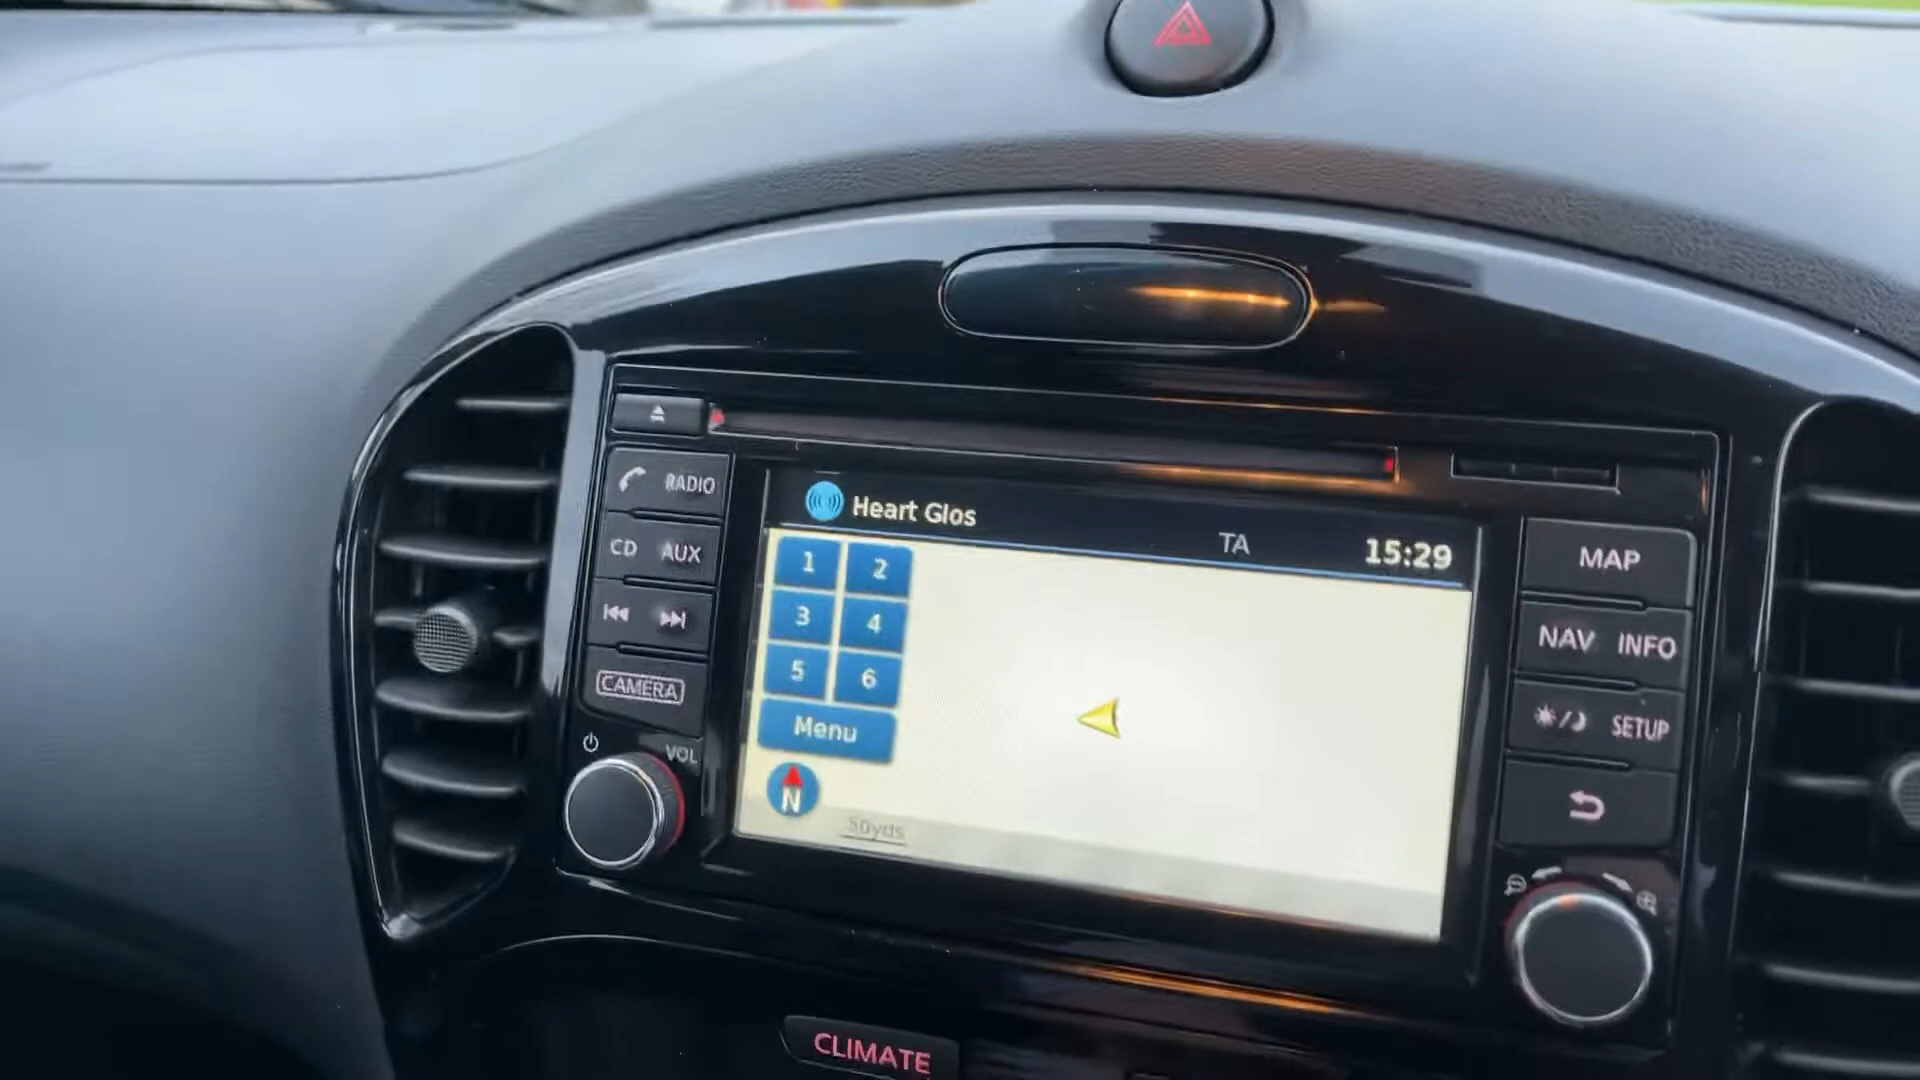 RADIO
CD AUX
CAMERA
VOL
Heart Glos
TA
15:29
1 2
3 4
5 6
Menu
N
50yds
MAP
NAV INFO
SETUP
CLIMATE